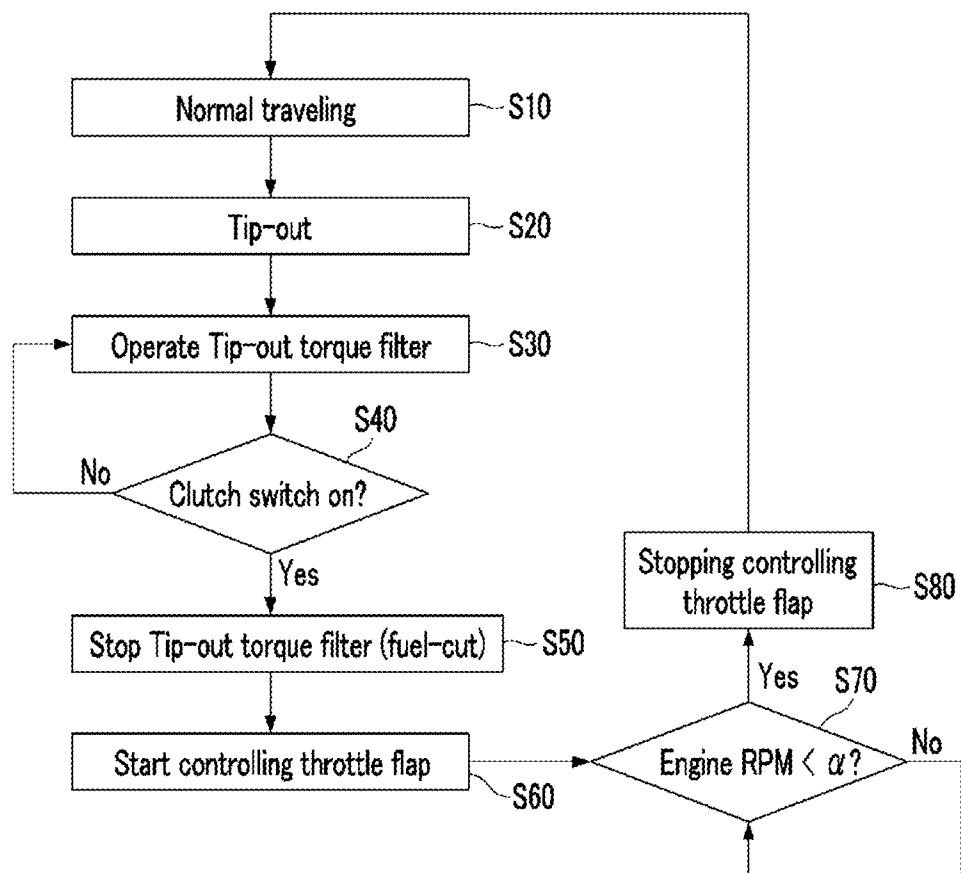 Normal traveling
S10
Tip-out
S20
Operate Tip-out torque filter
S30
S40
Clutch switch on?
No
Yes
Stop Tip-out torque filter (fuel-cut)
S50
Start controlling throttle flap
S60
Engine RPM < α?
S70
No
Yes
Stopping controlling
throttle flap
S80